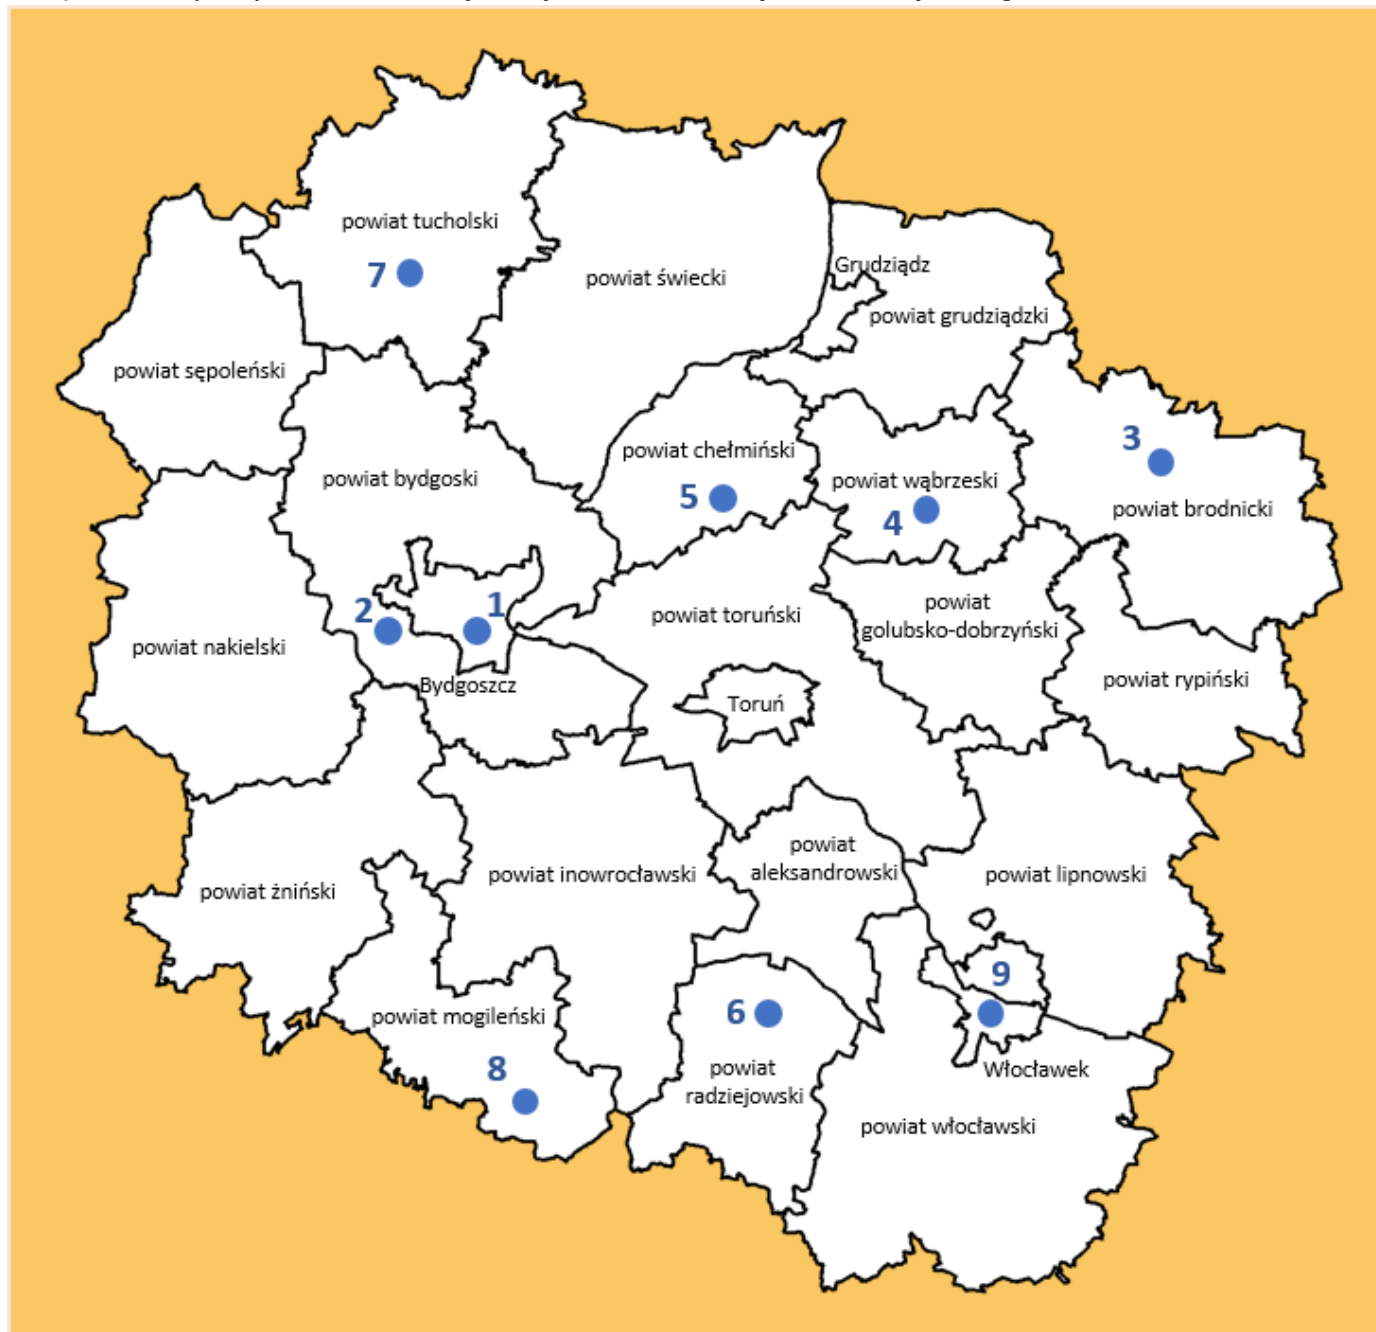 powiat tucholski
7
powiat świecki
Grudziądz
powiat grudziądzki
powiat sępoleński
3
powiat chełmiński
powiat bydgoski
powiat wąbrzeski
5
4
powiat brodnicki
2
1
powiat
golubsko-dobrzyński
powiat toruński
powiat nakielski
Bydgoszcz
powiat rypiński
Toruń
powiat
aleksandrowski
powiat inowrocławski
powiat lipnowski
powiat żniński
9
6
powiat mogileński
8
powiat
radziejowski
Włocławek
powiat włocławski